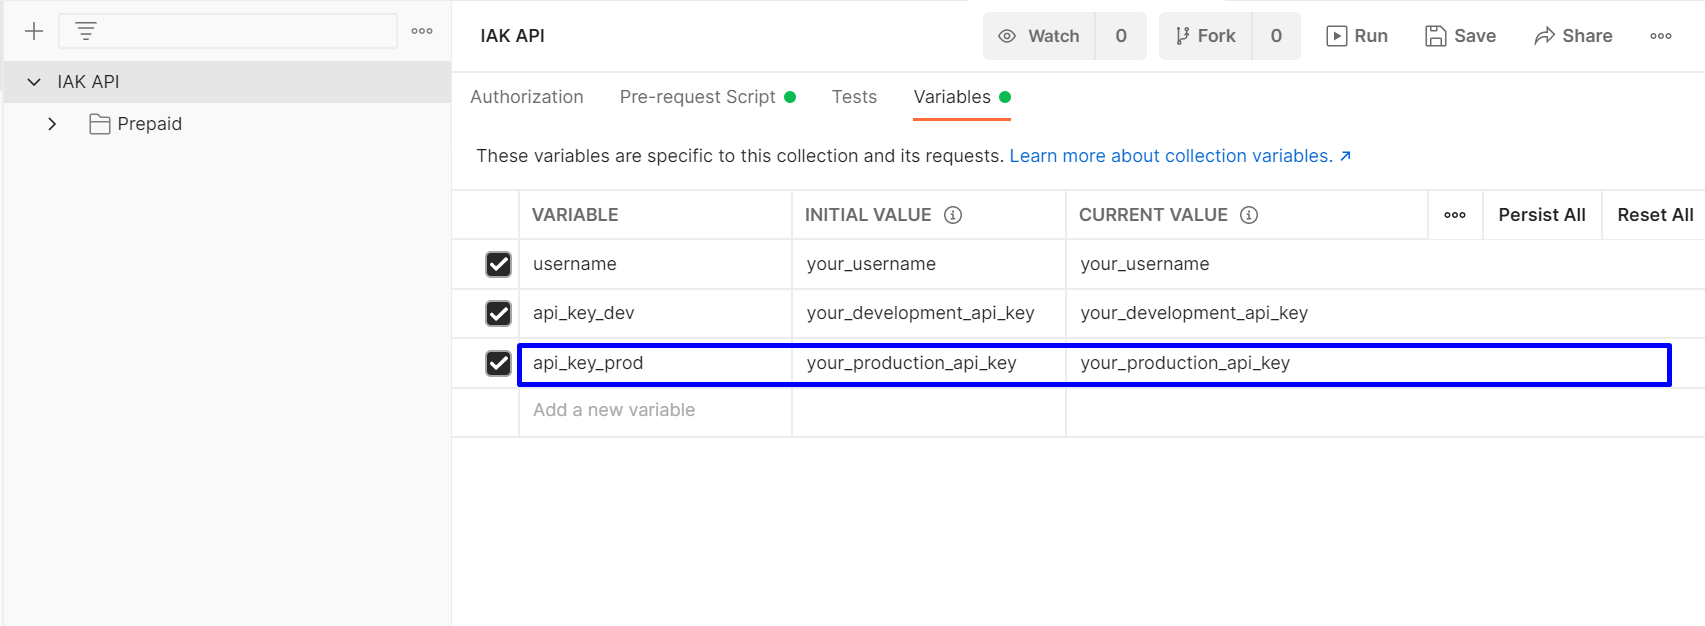 IAK API
Prepaid
IAK API
Watch 0 Fork 0 Run Save Share
Authorization Pre-request Script Tests Variables
These variables are specific to this collection and its requests. Learn more about collection variables. ↗
VARIABLE INITIAL VALUE CURRENT VALUE Persist All Reset All
username your_username your_username
api_key_dev your_development_api_key your_development_api_key
api_key_prod your_production_api_key your_production_api_key
Add a new variable